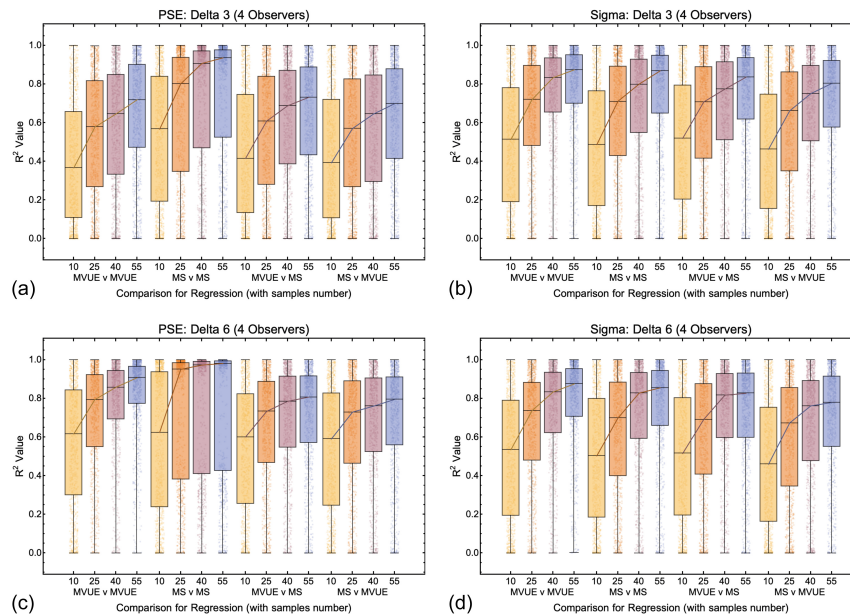 PSE: Delta 3 (4 Observers)
1.0
0.8
0.6
0.4
0.2
0.0
R² Value
10 25 40 55 10 25 40 55 10 25 40 55 10 25 40 55
MVUE v MVUE MS v MS MVUE v MS MS v MVUE
Comparison for Regression (with samples number)
(a)
Sigma: Delta 3 (4 Observers)
1.0
0.8
0.6
0.4
0.2
0.0
R² Value
10 25 40 55 10 25 40 55 10 25 40 55 10 25 40 55
MVUE v MVUE MS v MS MVUE v MS MS v MVUE
Comparison for Regression (with samples number)
(b)
PSE: Delta 6 (4 Observers)
1.0
0.8
0.6
0.4
0.2
0.0
R² Value
10 25 40 55 10 25 40 55 10 25 40 55 10 25 40 55
MVUE v MVUE MS v MS MVUE v MS MS v MVUE
Comparison for Regression (with samples number)
(c)
Sigma: Delta 6 (4 Observers)
1.0
0.8
0.6
0.4
0.2
0.0
R² Value
10 25 40 55 10 25 40 55 10 25 40 55 10 25 40 55
MVUE v MVUE MS v MS MVUE v MS MS v MVUE
Comparison for Regression (with samples number)
(d)